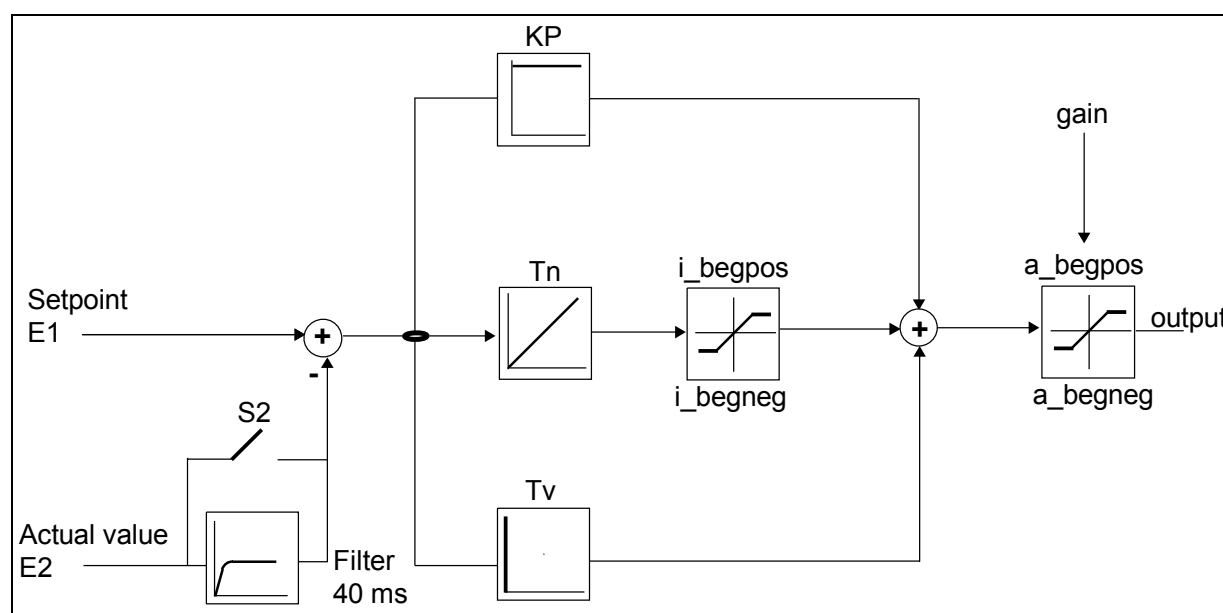 KP
gain
Tn
i_begpos
a_begpos
Setpoint
E1
+
+
output
-
i_begneg
a_begneg
S2
Tv
Actual value
E2
Filter
40 ms